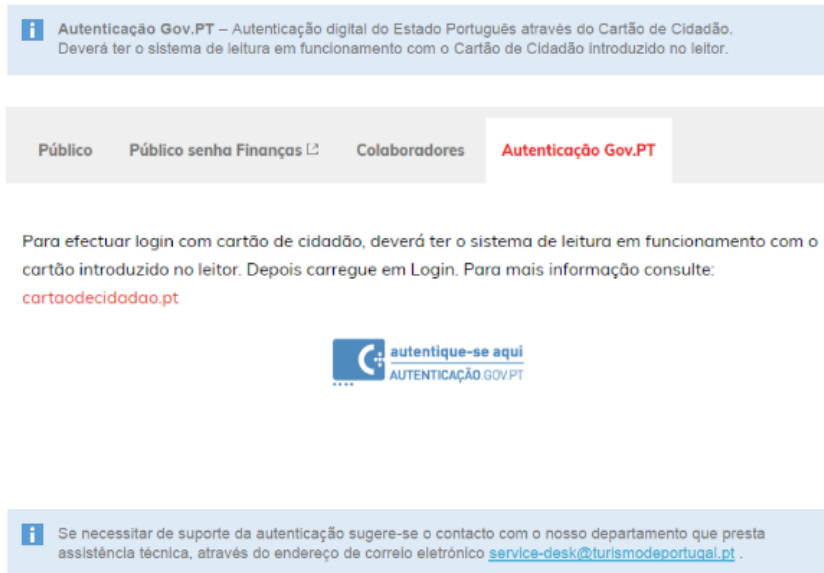 Autenticação Gov.PT – Autenticação digital do Estado Português através do Cartão de Cidadão.
Deverá ter o sistema de leitura em funcionamento com o Cartão de Cidadão introduzido no leitor.
Público Público senha Finanças Colaboradores Autenticação Gov.PT
Para efectuar login com cartão de cidadão, deverá ter o sistema de leitura em funcionamento com o
cartão introduzido no leitor. Depois carregue em Login. Para mais informação consulte:
cartaodecidadao.pt
autentique-se aqui
AUTENTICAÇÃO.GOV.PT
Se necessitar de suporte da autenticação sugere-se o contacto com o nosso departamento que presta
assistência técnica, através do endereço de correio eletrónico service-desk@turismodeportugal.pt .